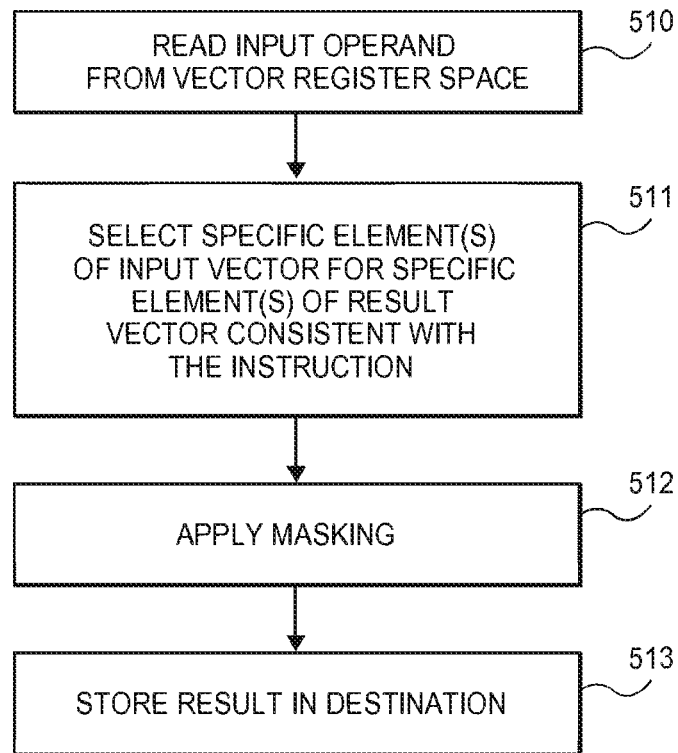 510
READ INPUT OPERAND
FROM VECTOR REGISTER SPACE
511
SELECT SPECIFIC ELEMENT(S)
OF INPUT VECTOR FOR SPECIFIC
ELEMENT(S) OF RESULT
VECTOR CONSISTENT WITH
THE INSTRUCTION
512
APPLY MASKING
513
STORE RESULT IN DESTINATION